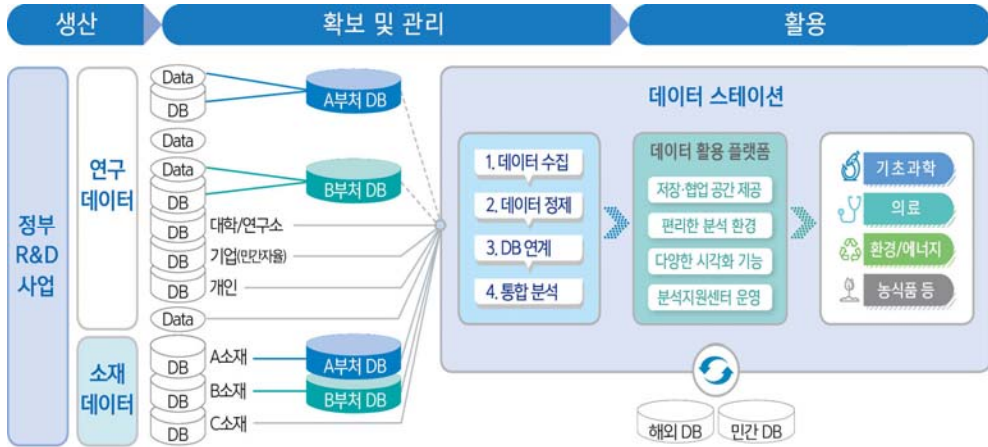 생산
확보 및 관리
활용
정부
R&D
사업
연구
데이터
소재
데이터
Data
DB
Data
Data
DB
DB
DB
DB
Data
DB
DB
DB
A부처 DB
B부처 DB
대학/연구소
기업(민간자율)
개인
A소재
B소재
C소재
A부처 DB
B부처 DB
데이터 스테이션
1. 데이터 수집
2. 데이터 정제
3. DB 연계
4. 통합 분석
데이터 활용 플랫폼
저장·협업 공간 제공
편리한 분석 환경
다양한 시각화 기능
분석지원센터 운영
기초과학
의료
환경/에너지
농식품 등
해외 DB
민간 DB